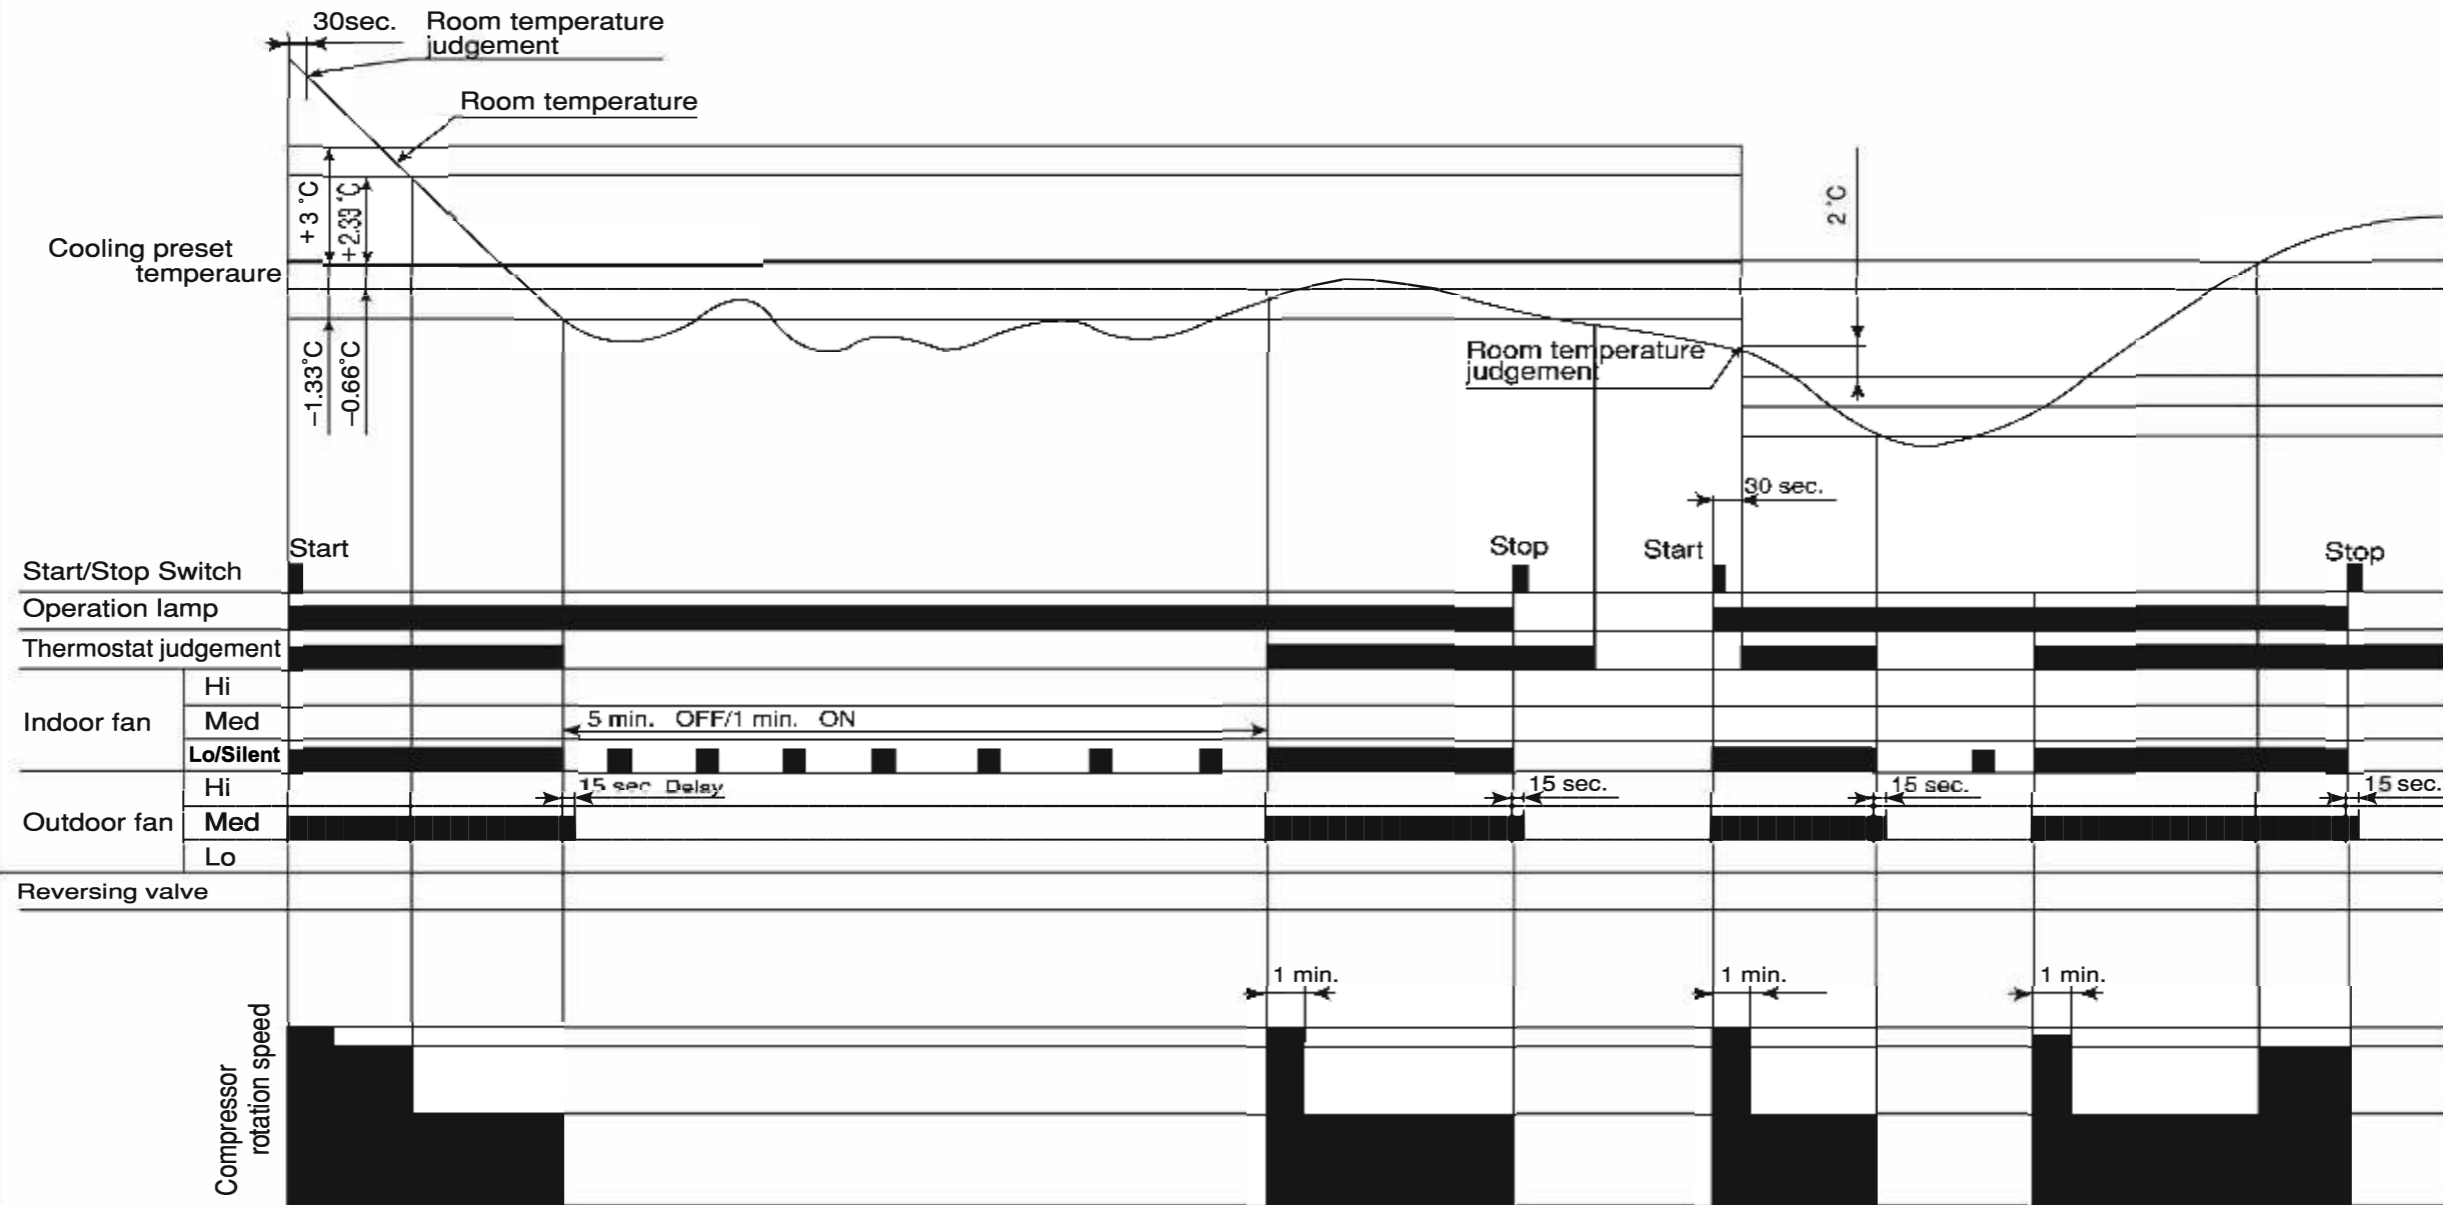 30sec.
Room temperature
judgement
Room temperature
+3 °C
+2.33 °C
2 °C
Cooling preset
temperaure
−1.33°C
−0.66°C
Room temperature
judgement
30 sec.
Start
Stop
Start
Stop
Start/Stop Switch
Operation lamp
Thermostat judgement
Indoor fan
Hi
Med
Lo/Silent
5 min. OFF/1 min. ON
15 sec. Delay
15 sec.
15 sec.
15 sec.
Outdoor fan
Hi
Med
Lo
Reversing valve
1 min.
1 min.
1 min.
Compressor
rotation speed